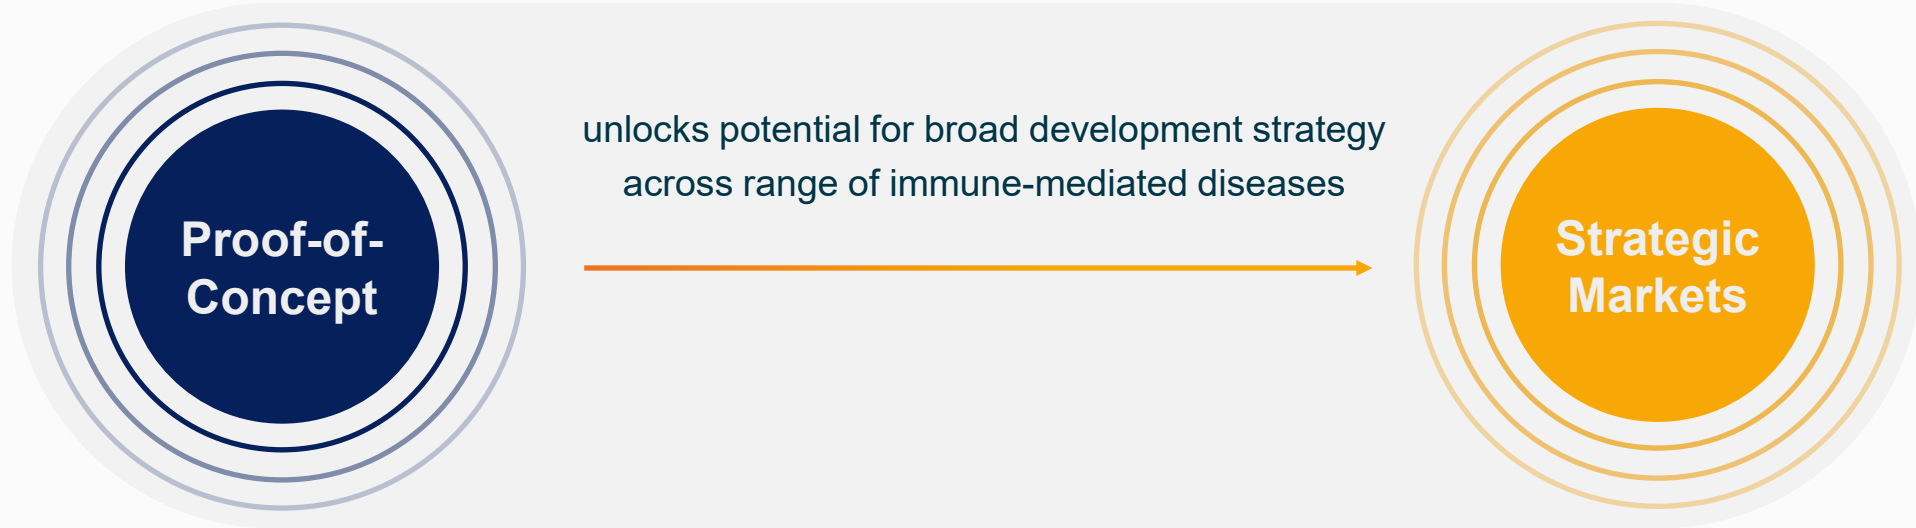 Proof-of-
Concept
unlocks potential for broad development strategy
across range of immune-mediated diseases
Strategic
Markets